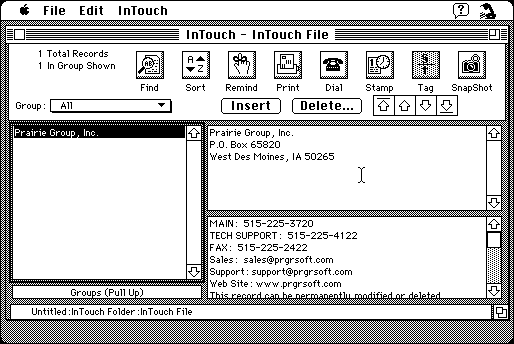 File Edit InTouch
InTouch – InTouch File
1 Total Records
1 In Group Shown
Find Sort Remind Print Dial Stamp Tag SnapShot
Group: All Insert Delete...
Prairie Group, Inc.
Prairie Group, Inc.
P.O. Box 65820
West Des Moines, IA 50265
MAIN: 515-225-3720
TECH SUPPORT: 515-225-4122
FAX: 515-225-2422
Sales: sales@prgrsoft.com
Support: support@prgrsoft.com
Web Site: www.prgrsoft.com
This record can be permanently modified or deleted
Groups (Pull Up)
Untitled:InTouch Folder:InTouch File